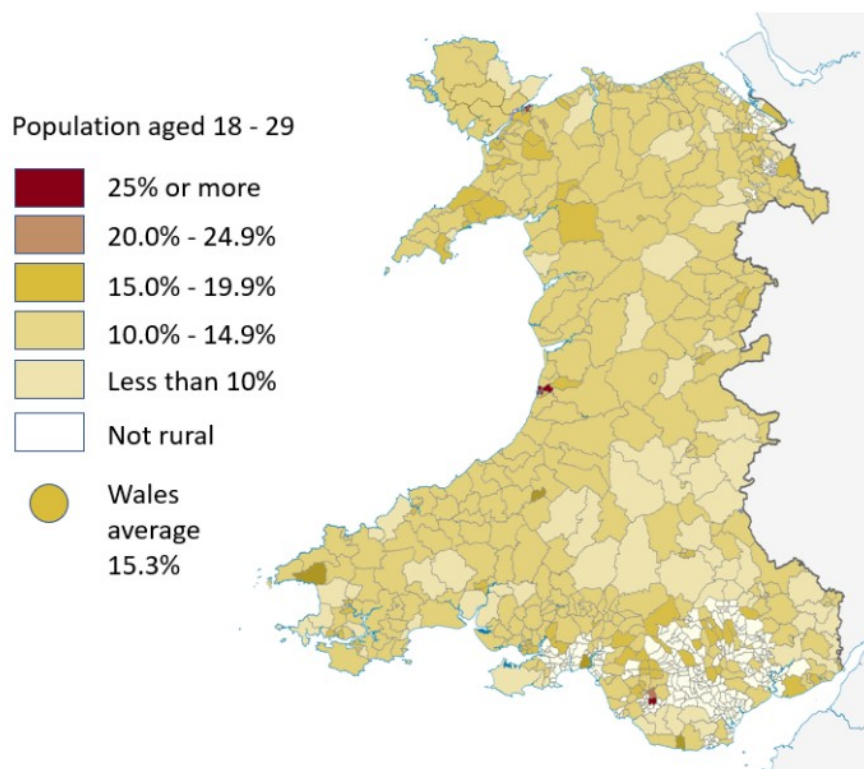 Population aged 18 - 29
25% or more
20.0% - 24.9%
15.0% - 19.9%
10.0% - 14.9%
Less than 10%
Not rural
Wales
average
15.3%